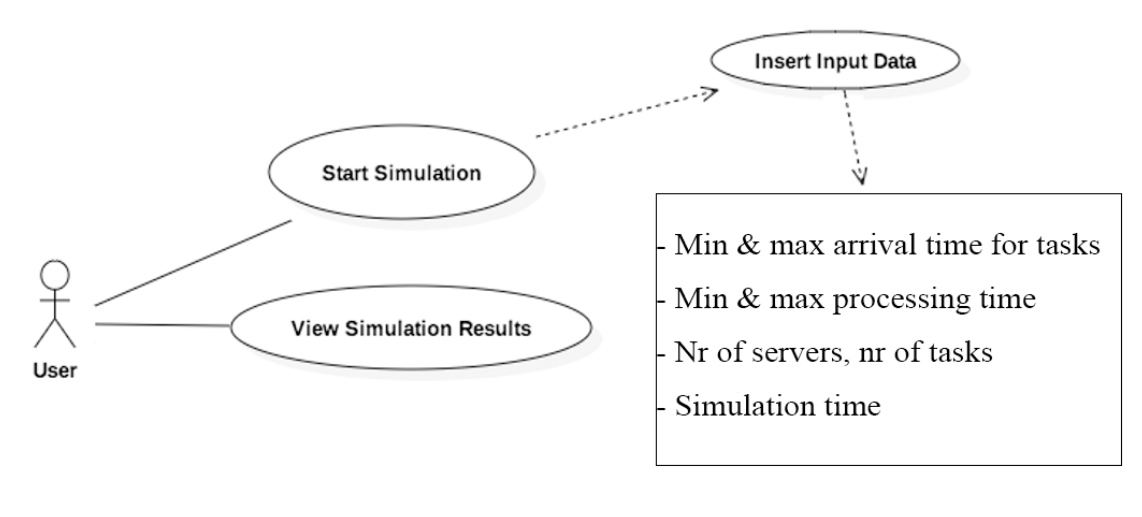 Insert Input Data
Start Simulation
- Min & max arrival time for tasks
- Min & max processing time
- Nr of servers, nr of tasks
- Simulation time
View Simulation Results
User